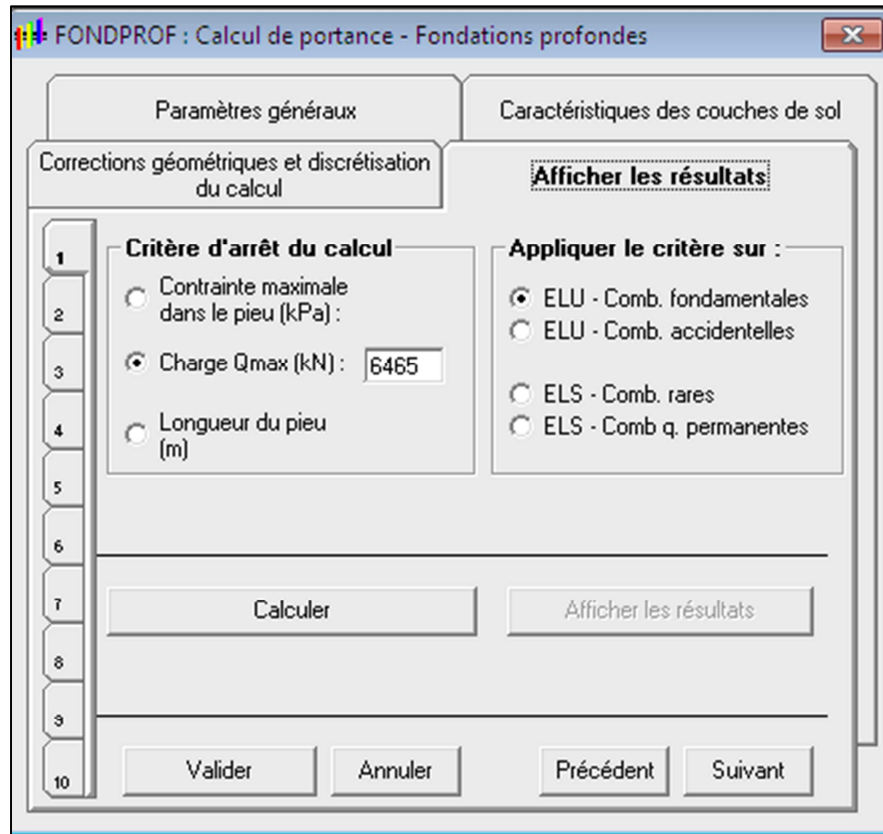 FONDPROF : Calcul de portance - Fondations profondes
Paramètres généraux
Caractéristiques des couches de sol
Corrections géométriques et discrétisation
du calcul
Afficher les résultats
1
2
3
4
5
6
7
8
9
10
Critère d'arrêt du calcul
Contrainte maximale
dans le pieu (kPa) :
Charge Qmax (kN) : 6465
Longueur du pieu
(m)
Appliquer le critère sur :
ELU - Comb. fondamentales
ELU - Comb. accidentelles
ELS - Comb. rares
ELS - Comb q. permanentes
Calculer
Afficher les résultats
Valider
Annuler
Précédent
Suivant